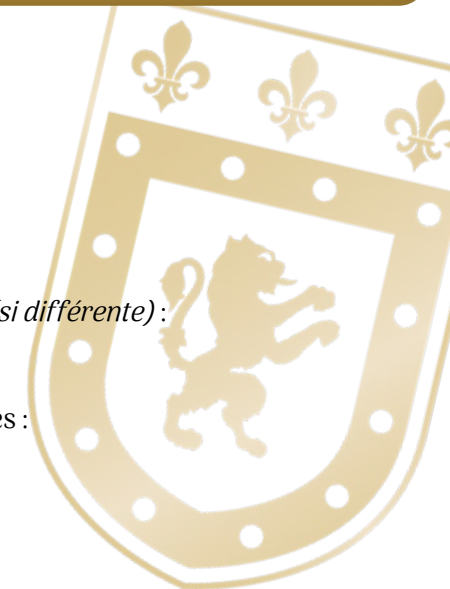 si différente) :
es :